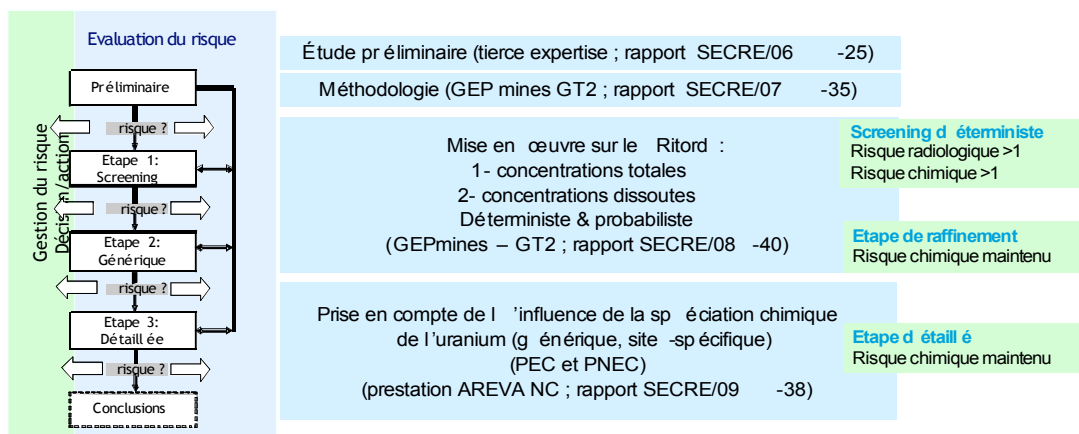 Evaluation du risque
Gestion du risque
Décision/action
Préliminaire
risque ?
Etape 1:
Screening
risque ?
Etape 2:
Générique
risque ?
Etape 3:
Détaillée
risque ?
Conclusions
Étude préliminaire (tierce expertise ; rapport SECRE/06 -25)
Méthodologie (GEP mines GT2 ; rapport SECRE/07 -35)
Mise en œuvre sur le Ritord :
1- concentrations totales
2- concentrations dissoutes
Déterministe & probabiliste
(GEPmines – GT2 ; rapport SECRE/08 -40)
Prise en compte de l'influence de la spéciation chimique
de l'uranium (générique, site-spécifique)
(PEC et PNEC)
(prestation AREVA NC ; rapport SECRE/09 -38)
Screening déterministe
Risque radiologique >1
Risque chimique >1
Etape de raffinement
Risque chimique maintenu
Etape détaillé
Risque chimique maintenu